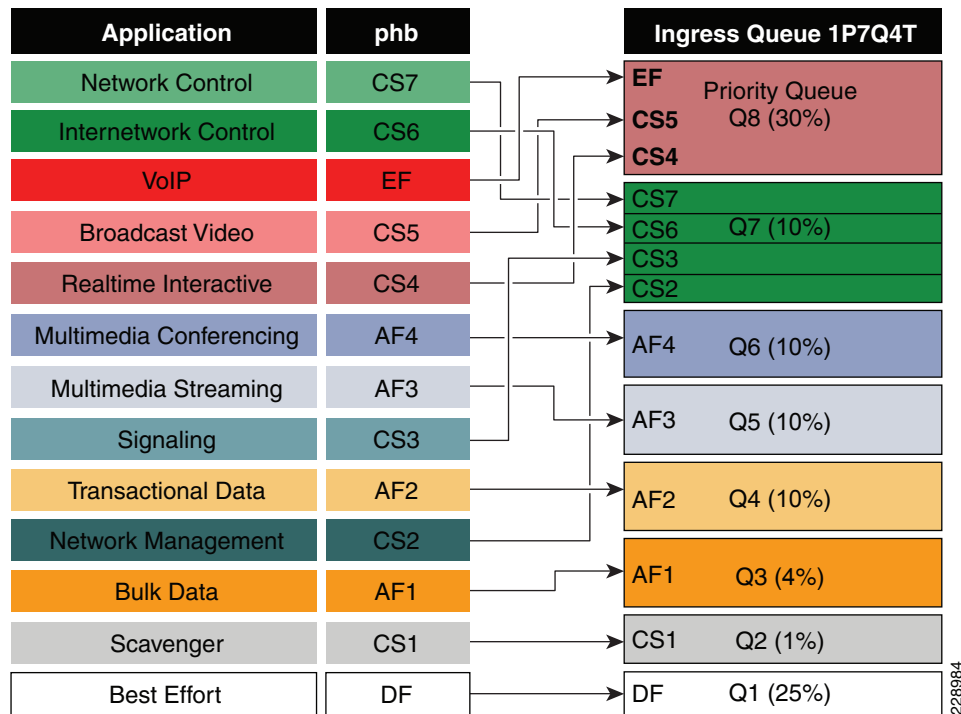 Application phb Ingress Queue 1P7Q4T
Network Control CS7
Internetwork Control CS6
VoIP EF
Broadcast Video CS5
Realtime Interactive CS4
Multimedia Conferencing AF4
Multimedia Streaming AF3
Signaling CS3
Transactional Data AF2
Network Management CS2
Bulk Data AF1
Scavenger CS1
Best Effort DF
EF
Priority Queue
CS5 Q8 (30%)
CS4
CS7
CS6 Q7 (10%)
CS3
CS2
AF4 Q6 (10%)
AF3 Q5 (10%)
AF2 Q4 (10%)
AF1 Q3 (4%)
CS1 Q2 (1%)
DF Q1 (25%)
228984